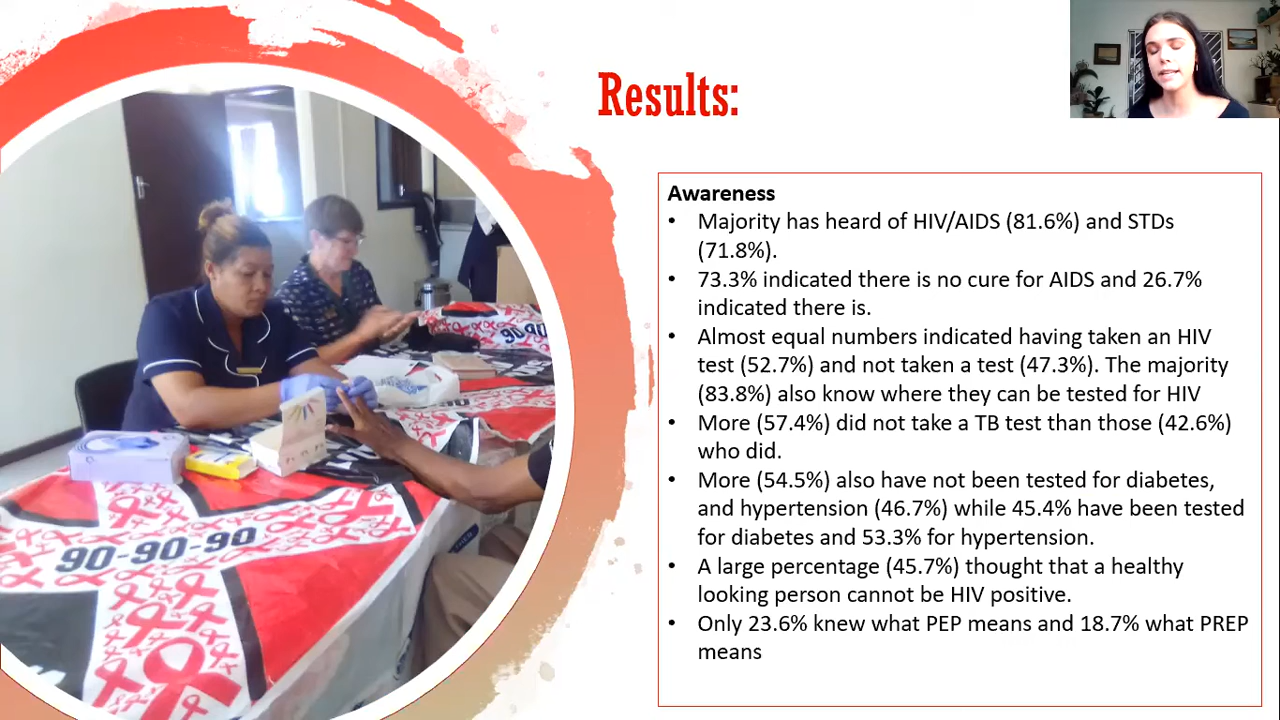 Results:
Awareness
• Majority has heard of HIV/AIDS (81.6%) and STDs
(71.8%).
• 73.3% indicated there is no cure for AIDS and 26.7%
indicated there is.
• Almost equal numbers indicated having taken an HIV
test (52.7%) and not taken a test (47.3%). The majority
(83.8%) also know where they can be tested for HIV
• More (57.4%) did not take a TB test than those (42.6%)
who did.
• More (54.5%) also have not been tested for diabetes,
and hypertension (46.7%) while 45.4% have been tested
for diabetes and 53.3% for hypertension.
• A large percentage (45.7%) thought that a healthy
looking person cannot be HIV positive.
• Only 23.6% knew what PEP means and 18.7% what PREP
means
90-90
90-90-90